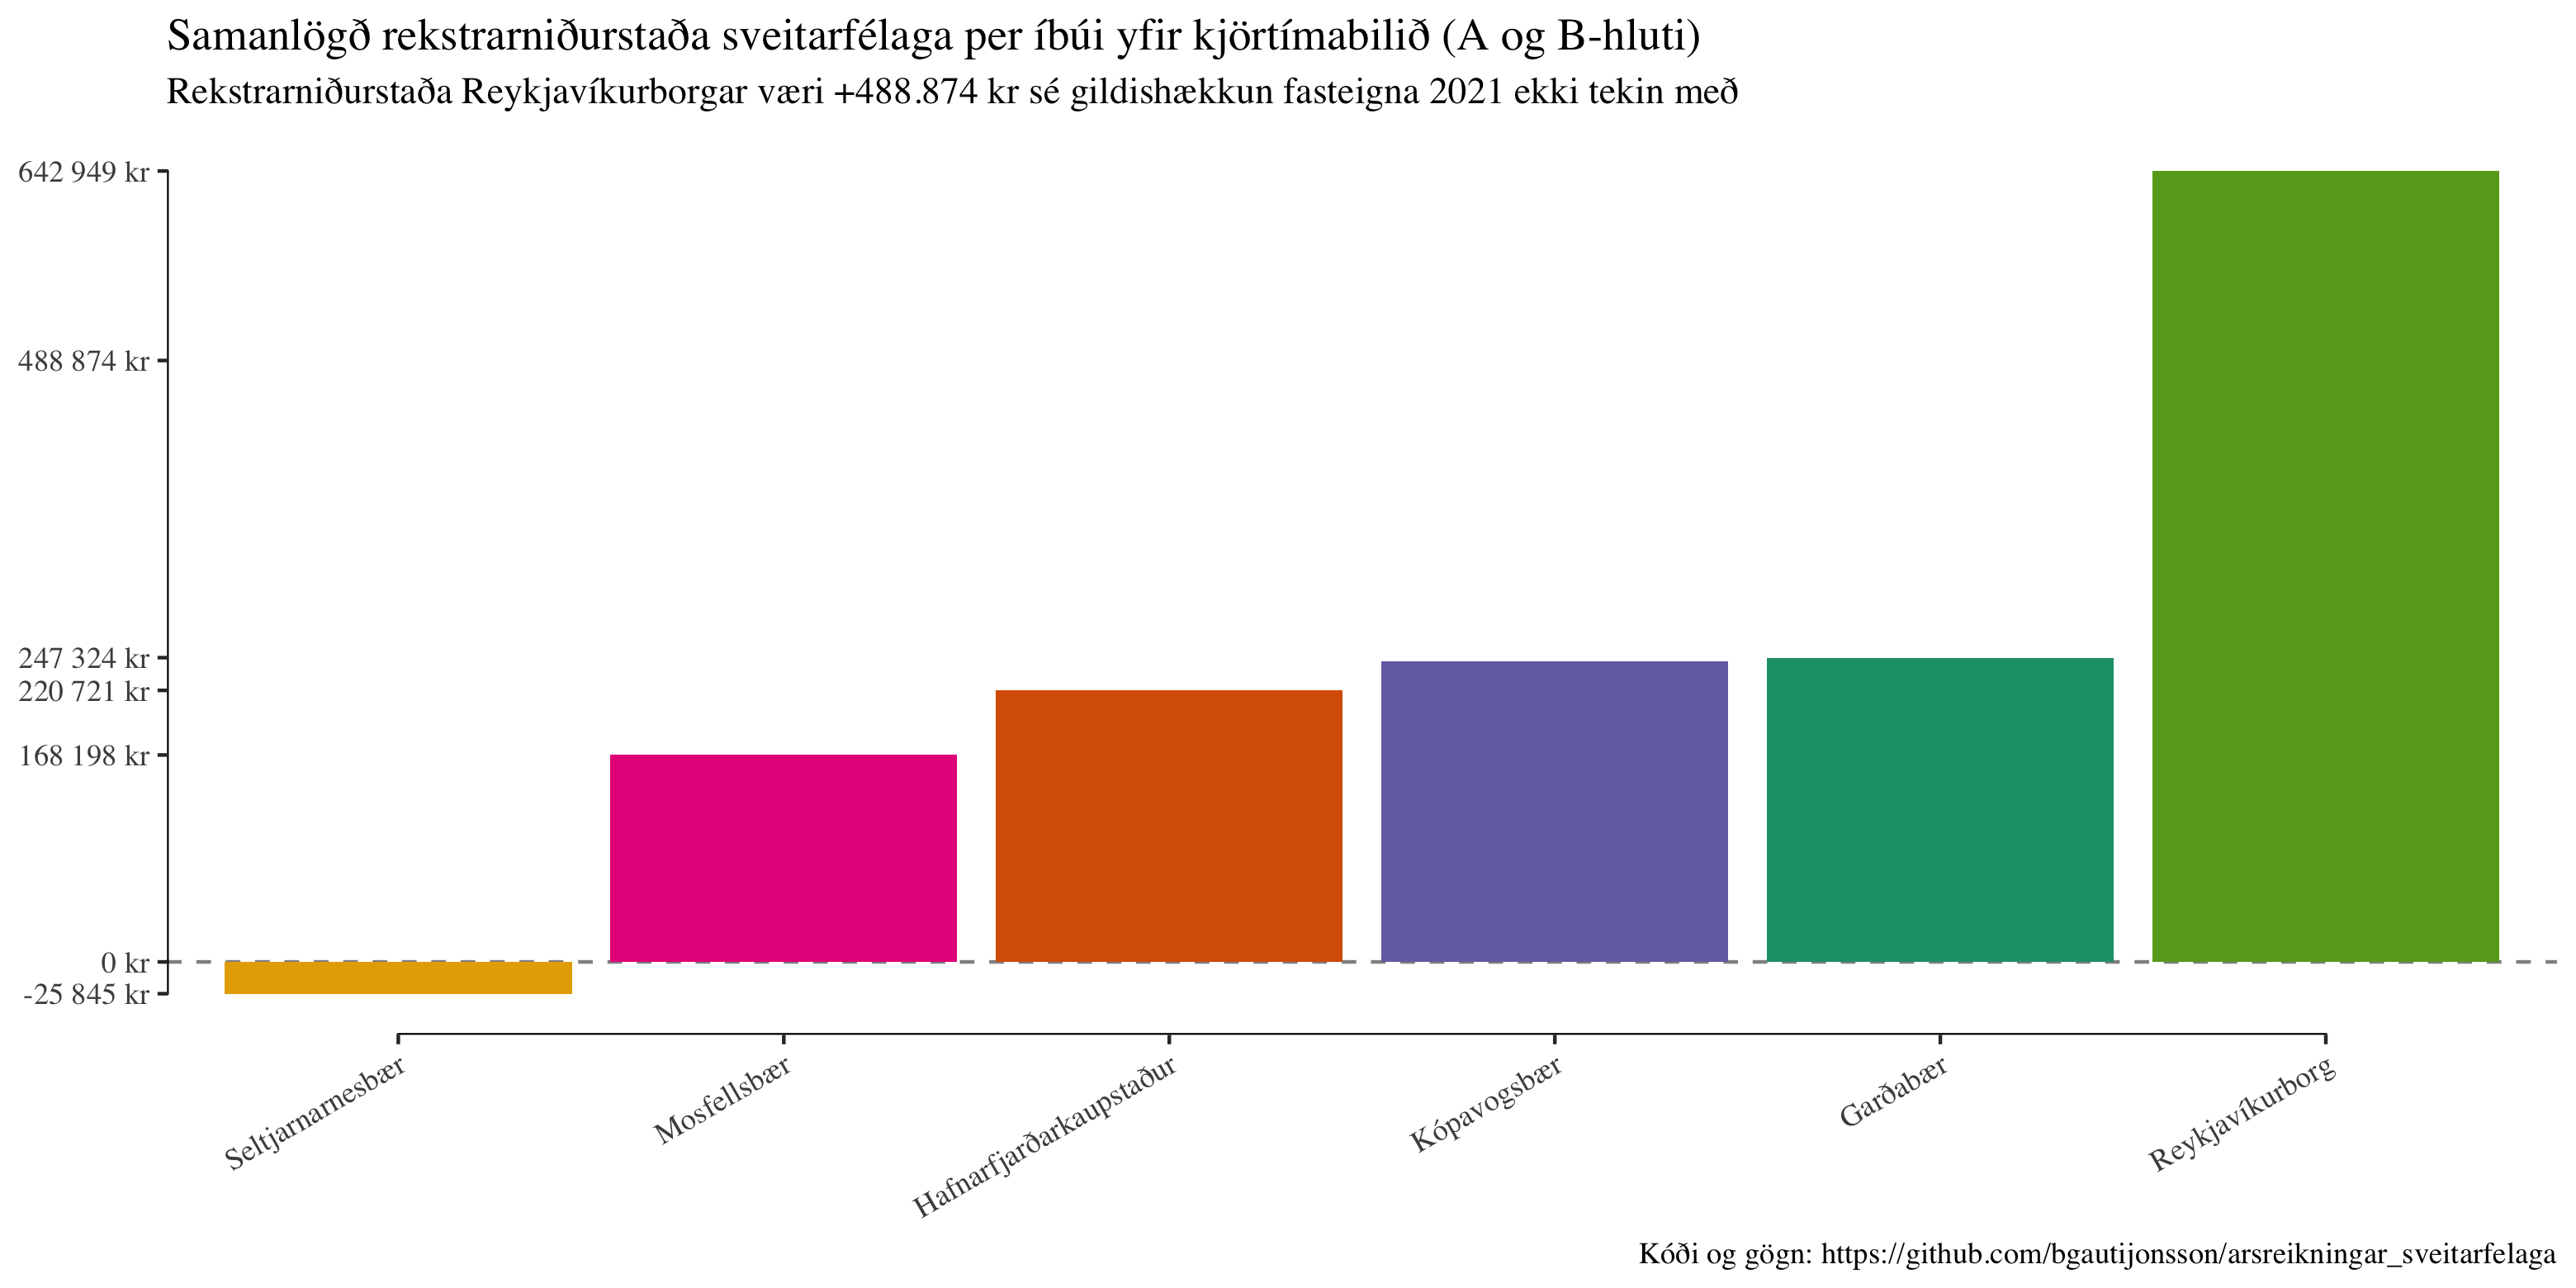 Samanlögð rekstrarniðurstaða sveitarfélaga per íbúi yfir kjörtímabilið (A og B-hluti)
Rekstrarniðurstaða Reykjavíkurborgar væri +488.874 kr sé gildishækkun fasteigna 2021 ekki tekin með
642 949 kr
488 874 kr
247 324 kr
220 721 kr
168 198 kr
0 kr
-25 845 kr
Seltjarnarnesbær
Mosfellsbær
Hafnarfjarðarkaupstaður
Kópavogsbær
Garðabær
Reykjavíkurborg
Kóði og gögn: https://github.com/bgautijonsson/arsreikningar_sveitarfelaga